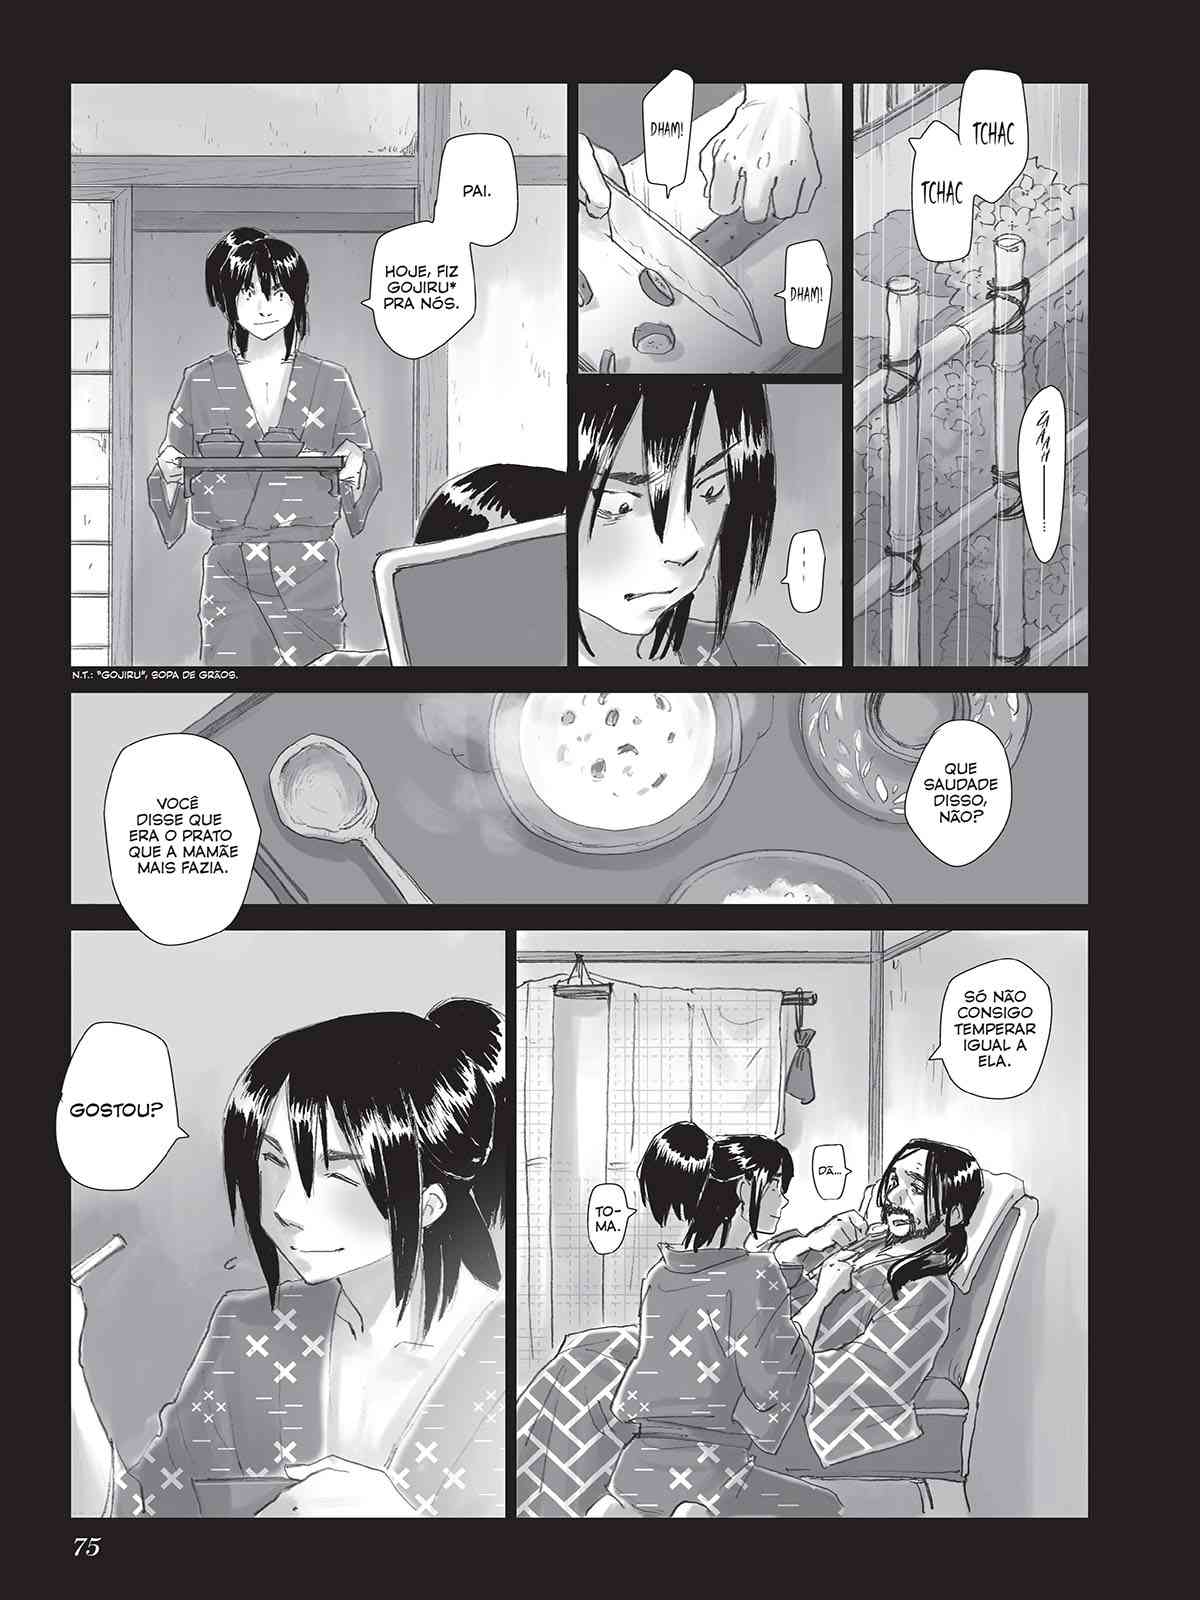 TCHAC
TCHAC
DHAM!
DHAM!
PAI.
HOJE, FIZ
GOJIRU*
PRA NÓS.
N.T.: "GOJIRU", SOPA DE GRÃOS.
QUE
SAUDADE
DISSO,
NÃO?
VOCÊ
DISSE QUE
ERA O PRATO
QUE A MAMÃE
MAIS FAZIA.
SÓ NÃO
CONSIGO
TEMPERAR
IGUAL A
ELA.
DÃ...
TO-
MA.
GOSTOU?
75